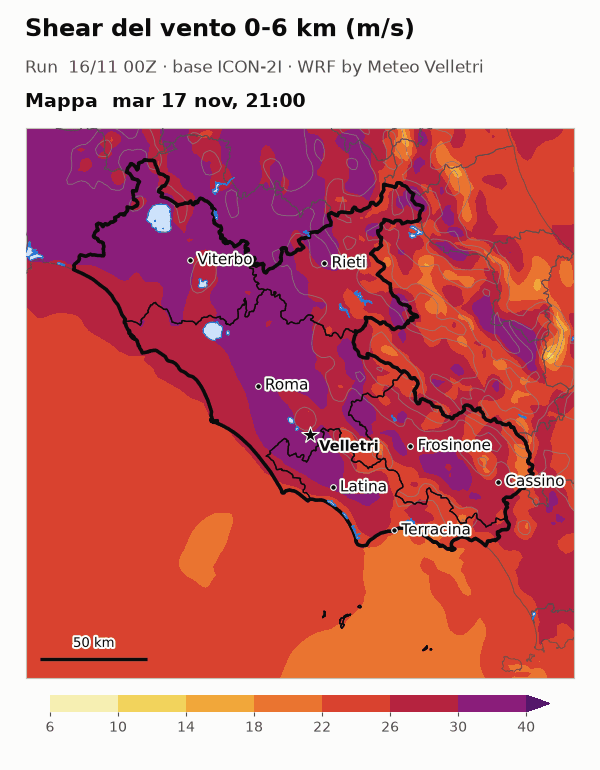 Shear del vento 0-6 km (m/s)
Run  16/11 00Z · base ICON-2I · WRF by Meteo Velletri
Mappa  mar 17 nov, 21:00
Viterbo
Rieti
Roma
Velletri
Frosinone
Latina
Cassino
Terracina
50 km
6 10 14 18 22 26 30 40